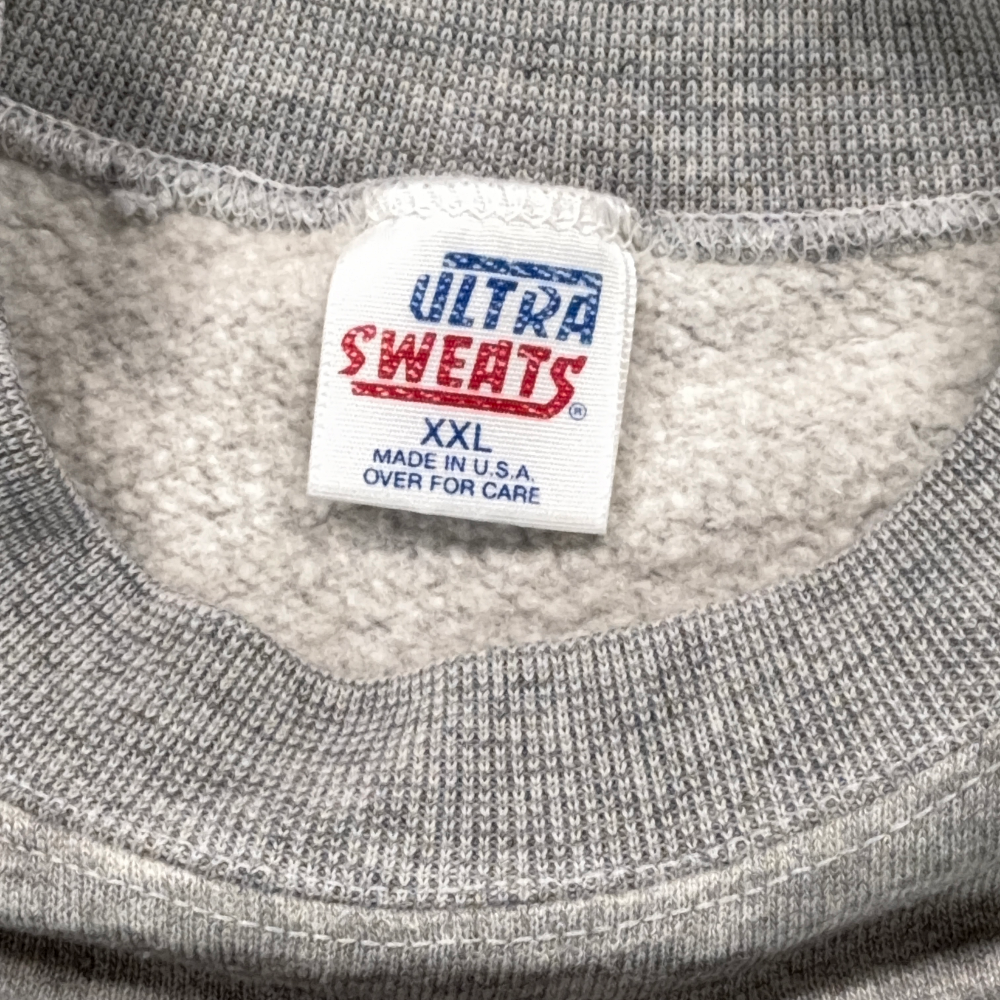 ULTRA
SWEATS®
XXL
MADE IN U.S.A.
OVER FOR CARE